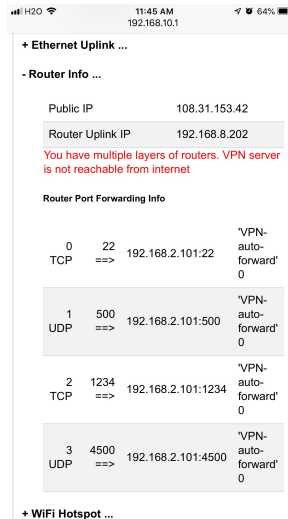 H2O 11:45 AM 64%
192.168.10.1
+ Ethernet Uplink ...
- Router Info ...
Public IP 108.31.153.42
Router Uplink IP 192.168.8.202
You have multiple layers of routers. VPN server
is not reachable from internet
Router Port Forwarding Info
0 TCP 22 ==> 192.168.2.101:22 'VPN-auto-forward' 0
1 UDP 500 ==> 192.168.2.101:500 'VPN-auto-forward' 0
2 TCP 1234 ==> 192.168.2.101:1234 'VPN-auto-forward' 0
3 UDP 4500 ==> 192.168.2.101:4500 'VPN-auto-forward' 0
+ WiFi Hotspot ...